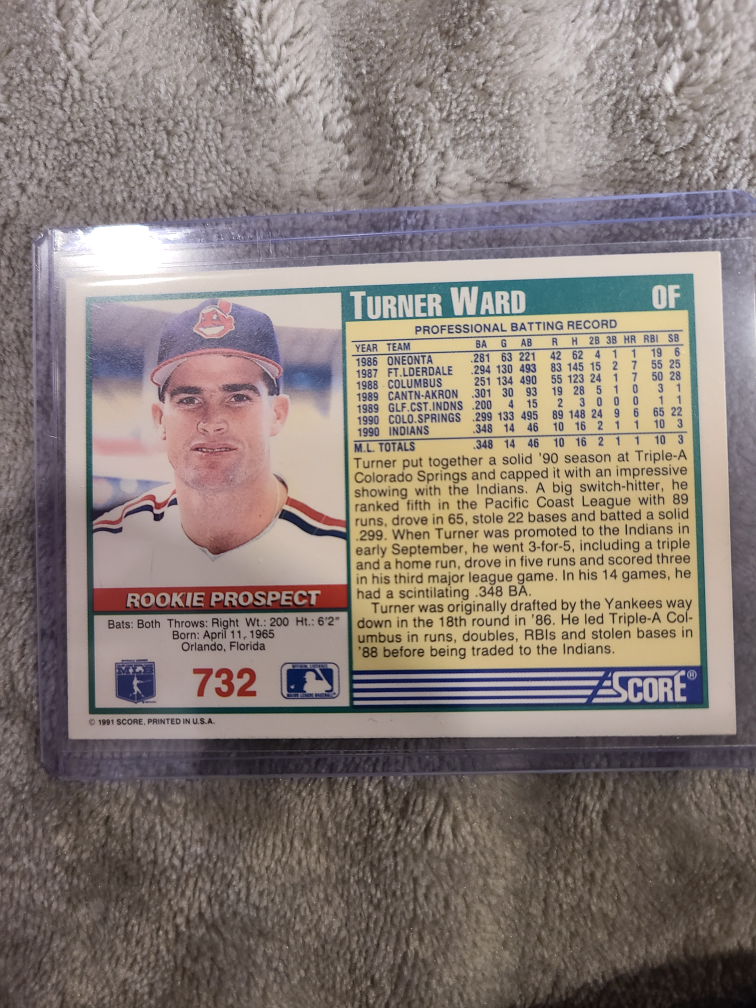 TURNER WARD OF
PROFESSIONAL BATTING RECORD
YEAR TEAM BA G AB R H 2B 3B HR RBI SB
1986 ONEONTA .281 63 221 42 62 4 1 1 19 6
1987 FT.LDERDALE .294 130 493 83 145 15 2 7 55 25
1988 COLUMBUS .251 134 490 55 123 24 1 7 50 28
1989 CANTN-AKRON .301 30 93 19 28 5 1 0 3 1
1989 GLF.CST.INDNS .200 4 15 2 3 0 0 0 1 1
1990 COLO.SPRINGS .299 133 495 89 148 24 9 6 65 22
1990 INDIANS .348 14 46 10 16 2 1 1 10 3
M.L. TOTALS .348 14 46 10 16 2 1 1 10 3
Turner put together a solid '90 season at Triple-A
Colorado Springs and capped it with an impressive
showing with the Indians. A big switch-hitter, he
ranked fifth in the Pacific Coast League with 89
runs, drove in 65, stole 22 bases and batted a solid
.299. When Turner was promoted to the Indians in
early September, he went 3-for-5, including a triple
and a home run, drove in five runs and scored three
in his third major league game. In his 14 games, he
had a scintilating .348 BA.
Turner was originally drafted by the Yankees way
down in the 18th round in '86. He led Triple-A Col-
umbus in runs, doubles, RBIs and stolen bases in
'88 before being traded to the Indians.
ROOKIE PROSPECT
Bats: Both Throws: Right Wt.: 200 Ht.: 6'2"
Born: April 11, 1965
Orlando, Florida
732
SCORE®
© 1991 SCORE, PRINTED IN U.S.A.